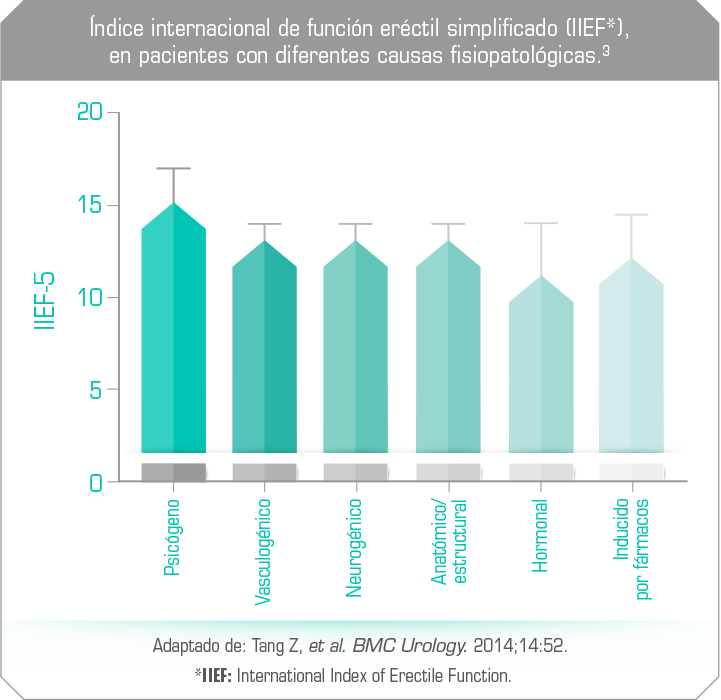 Índice internacional de función eréctil simplificado (IIEF*),
en pacientes con diferentes causas fisiopatológicas.³
20
15
10
5
0
IIEF-5
Psicógeno
Vasculogénico
Neurogénico
Anatómico/
estructural
Hormonal
Inducido
por fármacos
Adaptado de: Tang Z, et al. BMC Urology. 2014;14:52.
*IIEF: International Index of Erectile Function.